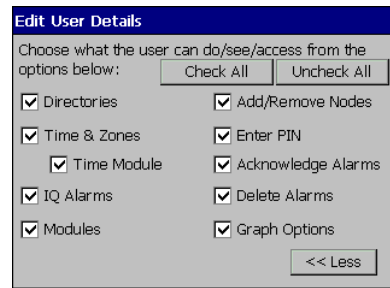 Edit User Details
Choose what the user can do/see/access from the
options below: Check All Uncheck All
Directories Add/Remove Nodes
Time & Zones Enter PIN
Time Module Acknowledge Alarms
IQ Alarms Delete Alarms
Modules Graph Options
<< Less